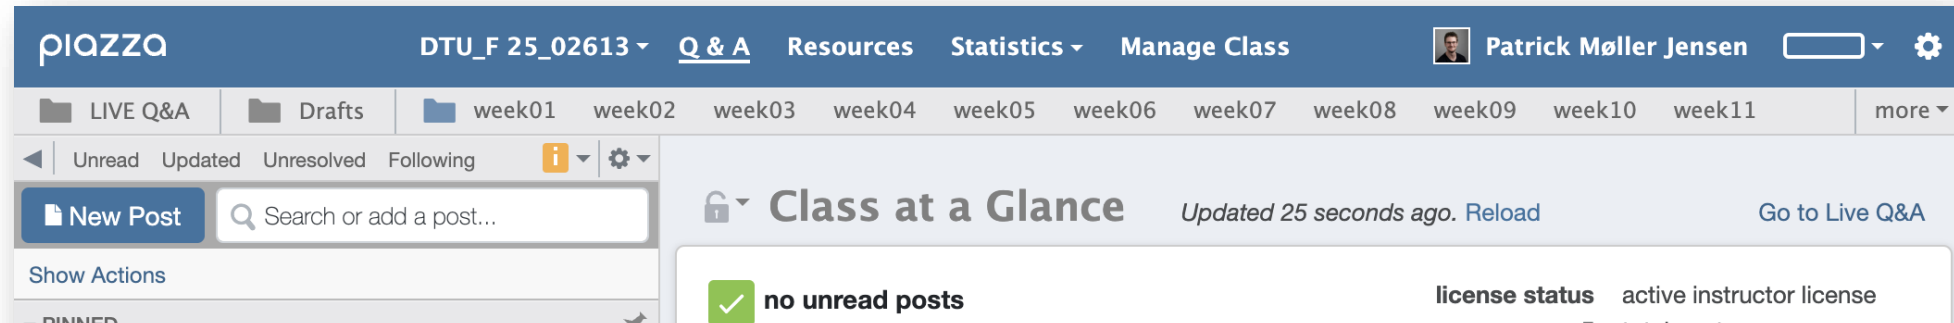 piazza
DTU_F 25_02613 Q & A Resources Statistics Manage Class Patrick Møller Jensen
LIVE Q&A Drafts week01 week02 week03 week04 week05 week06 week07 week08 week09 week10 week11 more
Unread Updated Unresolved Following i
New Post Search or add a post...
Class at a Glance Updated 25 seconds ago. Reload Go to Live Q&A
Show Actions
no unread posts license status active instructor license
PINNED